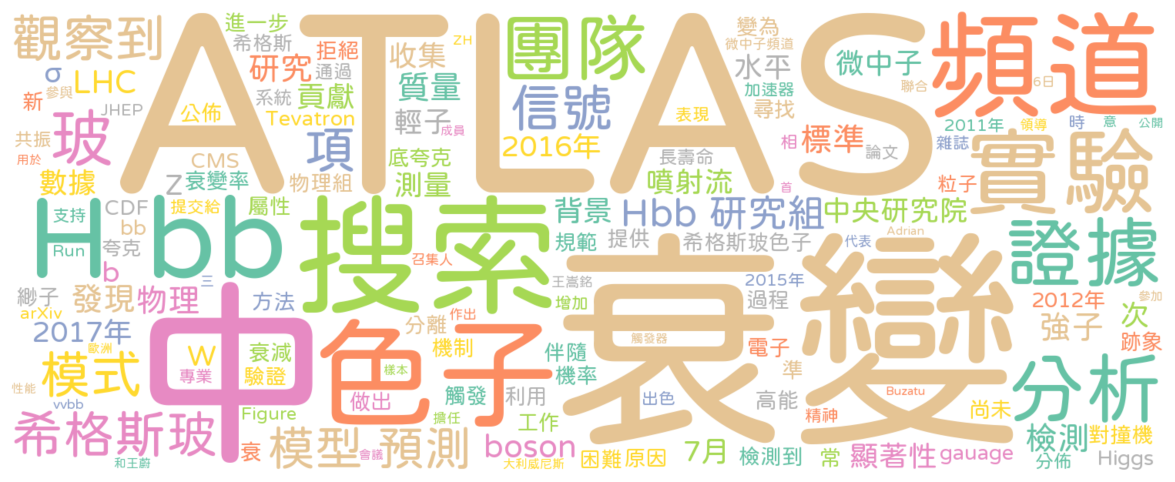 ATLAS
觀察到
進一步
希格斯
拒絕
收集
ZH
團隊
變為
微中子頻道
水平
微中子
頻道
σ
參與
LHC
研究
通過
質量
信號
加速器
6日
聯合
新
JHEP
系統
貢獻
尋找
共振
玻
公佈
Tevatron
輕子
成員
項
2016年
表現
標準
2011年
領導
時
意
公開
相
論文
雜誌
實驗
用於
CMS
底夸克
長壽命
數據
Z
衰變率
物理組
測量
噴射流
首
粒子
Hbb
支持
CDF
提交給
屬性
搜索
背景
Hbb 研究組
中央研究院
bb
Run
夸克
規範
提供
希格斯玻色子
代表
Adrian
證據
b
三
召集人
王嵩銘
2015年
緲子
發現
物理
方法
增加
過程
2012年
參加
arXiv
中
色子
分離
作出
衰變
強子
次
2017年
歐洲
衰減
機制
伴隨
觸發器
電子
跡象
模式
W
專業
驗證
樣本
機率
準
分析
性能
vvbb
做出
觸發
利用
出色
高能
Buzatu
尚未
希格斯玻
Figure
擔任
工作
精神
檢測
對撞機
和王蔚
衰
模型
預測
會議
boson
大利威尼斯
困難
原因
7月
檢測到
常
顯著性
gauage
分佈
Higgs